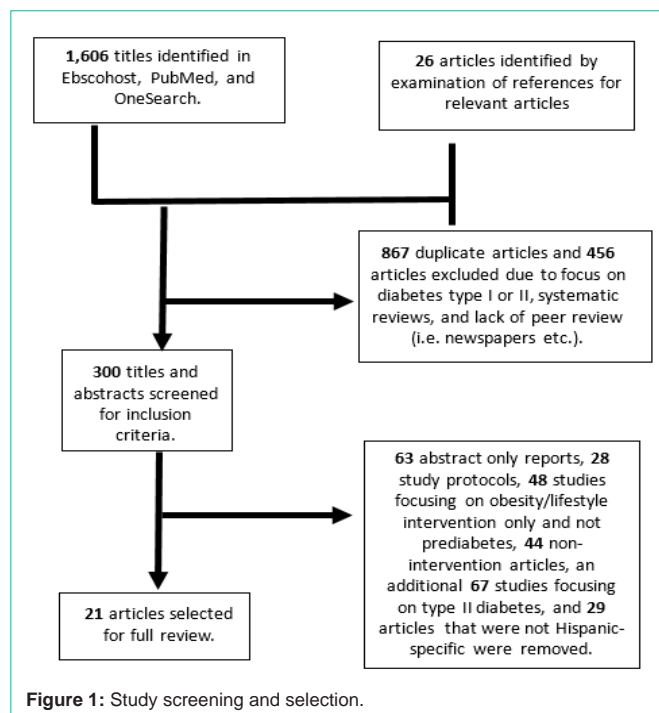 1,606 titles identified in
Ebscohost, PubMed, and
OneSearch.
26 articles identified by
examination of references for
relevant articles
867 duplicate articles and 456
articles excluded due to focus on
diabetes type I or II, systematic
reviews, and lack of peer review
(i.e. newspapers etc.).
300 titles and
abstracts screened
for inclusion
criteria.
63 abstract only reports, 28
study protocols, 48 studies
focusing on obesity/lifestyle
intervention only and not
prediabetes, 44 non-
intervention articles, an
additional 67 studies focusing
on type II diabetes, and 29
articles that were not Hispanic-
specific were removed.
21 articles selected
for full review.
Figure 1: Study screening and selection.